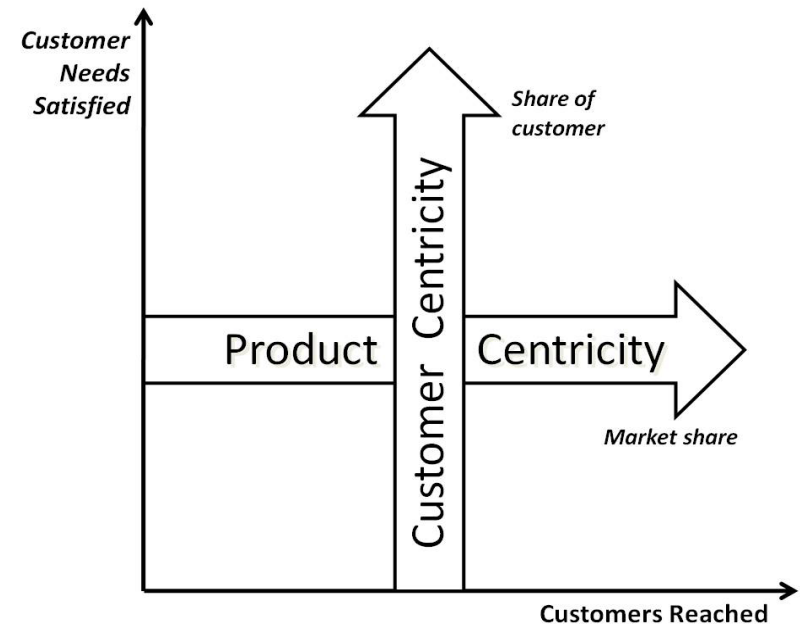 Customer
Needs
Satisfied
Share of
customer
Customer Centricity
Product Centricity
Market share
Customers Reached